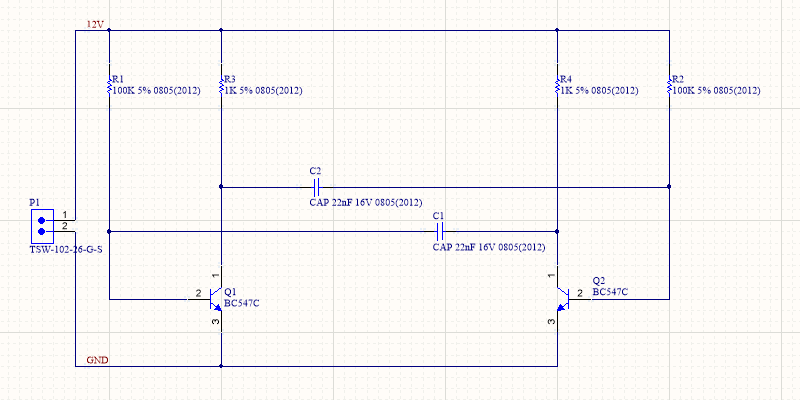 12V
R1
100K 5% 0805(2012)
R3
1K 5% 0805(2012)
R4
1K 5% 0805(2012)
R2
100K 5% 0805(2012)
C2
CAP 22nF 16V 0805(2012)
P1
1
2
TSW-102-26-G-S
C1
CAP 22nF 16V 0805(2012)
1
2
Q1
BC547C
3
1
Q2
2
BC547C
3
GND